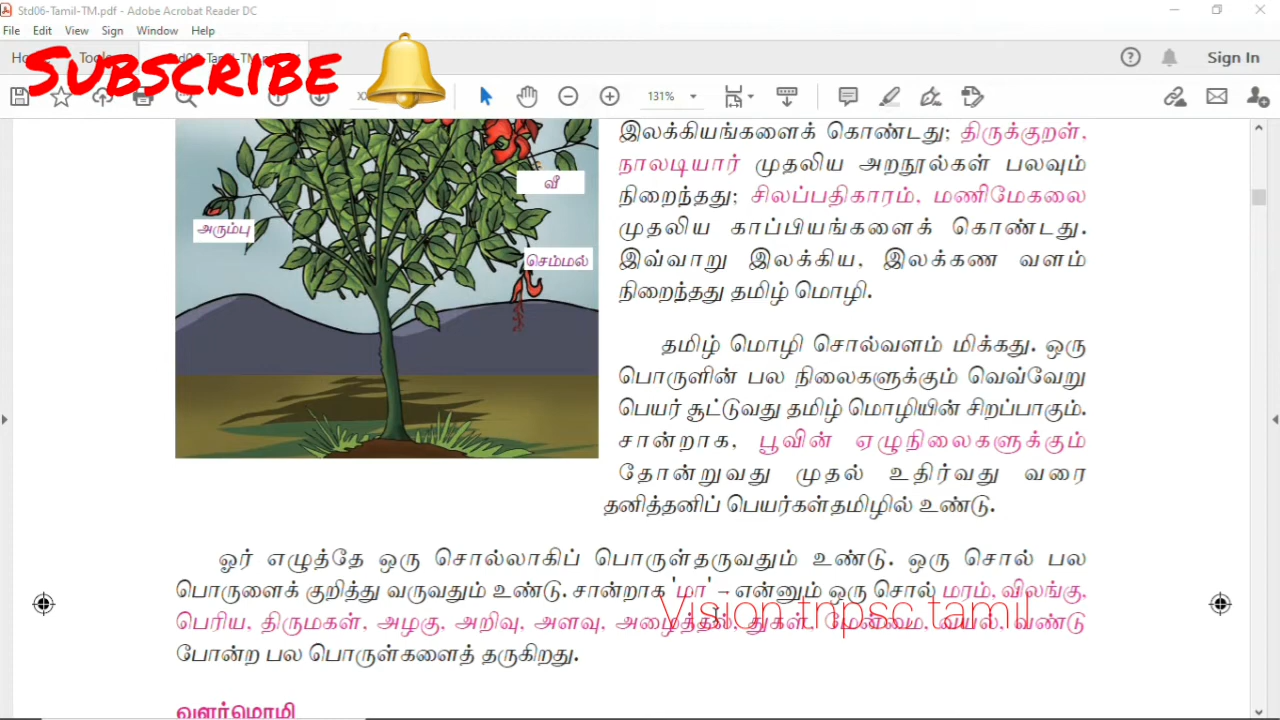 Std06-Tamil-TM.pdf - Adobe Acrobat Reader DC
File Edit View Sign Window Help
SUBSCRIBE
Sign In
131%
இலக்கியங்களைக் கொண்டது; திருக்குறள்,
நாலடியார் முதலிய அறநூல்கள் பலவும்
நிறைந்தது; சிலப்பதிகாரம், மணிமேகலை
முதலிய காப்பியங்களைக் கொண்டது.
இவ்வாறு இலக்கிய, இலக்கண வளம்
நிறைந்தது தமிழ் மொழி.
வீ
அரும்பு
செம்மல்
தமிழ் மொழி சொல்வளம் மிக்கது. ஒரு
பொருளின் பல நிலைகளுக்கும் வெவ்வேறு
பெயர் சூட்டுவது தமிழ் மொழியின் சிறப்பாகும்.
சான்றாக, பூவின் ஏழுநிலைகளுக்கும்
தோன்றுவது முதல் உதிர்வது வரை
தனித்தனிப் பெயர்கள்தமிழில் உண்டு.
ஓர் எழுத்தே ஒரு சொல்லாகிப் பொருள்தருவதும் உண்டு. ஒரு சொல் பல
பொருளைக் குறித்து வருவதும் உண்டு. சான்றாக 'மா' – என்னும் ஒரு சொல் மரம், விலங்கு,
பெரிய, திருமகள், அழகு, அறிவு, அளவு, அழைத்தல், துகள், மேன்மை, வயல், வண்டு
போன்ற பல பொருள்களைத் தருகிறது.
Vision tnpsc tamil
வளர்மொழி